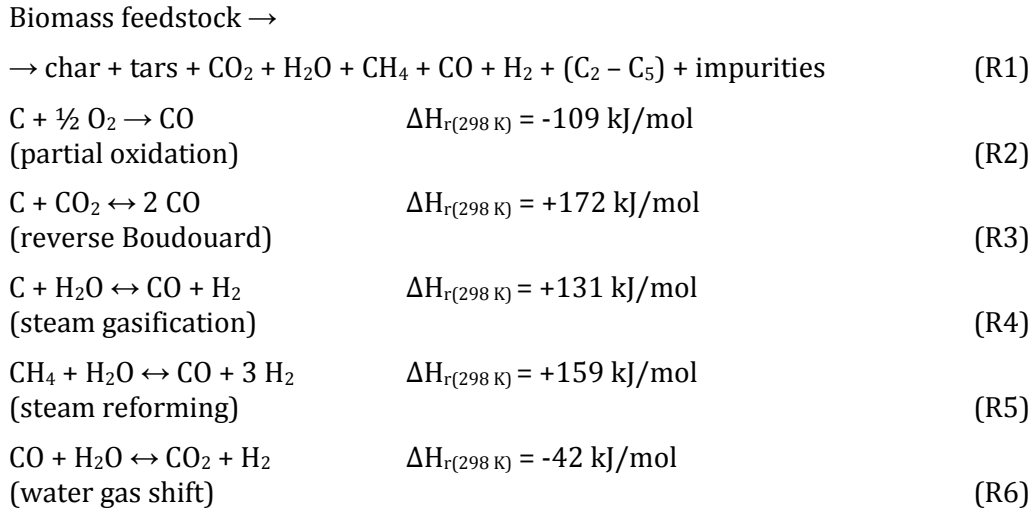 Biomass feedstock →
→ char + tars + CO₂ + H₂O + CH₄ + CO + H₂ + (C₂ – C₅) + impurities (R1)
C + ½ O₂ → CO ΔHr(298 K) = -109 kJ/mol
(partial oxidation) (R2)
C + CO₂ ↔ 2 CO ΔHr(298 K) = +172 kJ/mol
(reverse Boudouard) (R3)
C + H₂O ↔ CO + H₂ ΔHr(298 K) = +131 kJ/mol
(steam gasification) (R4)
CH₄ + H₂O ↔ CO + 3 H₂ ΔHr(298 K) = +159 kJ/mol
(steam reforming) (R5)
CO + H₂O ↔ CO₂ + H₂ ΔHr(298 K) = -42 kJ/mol
(water gas shift) (R6)